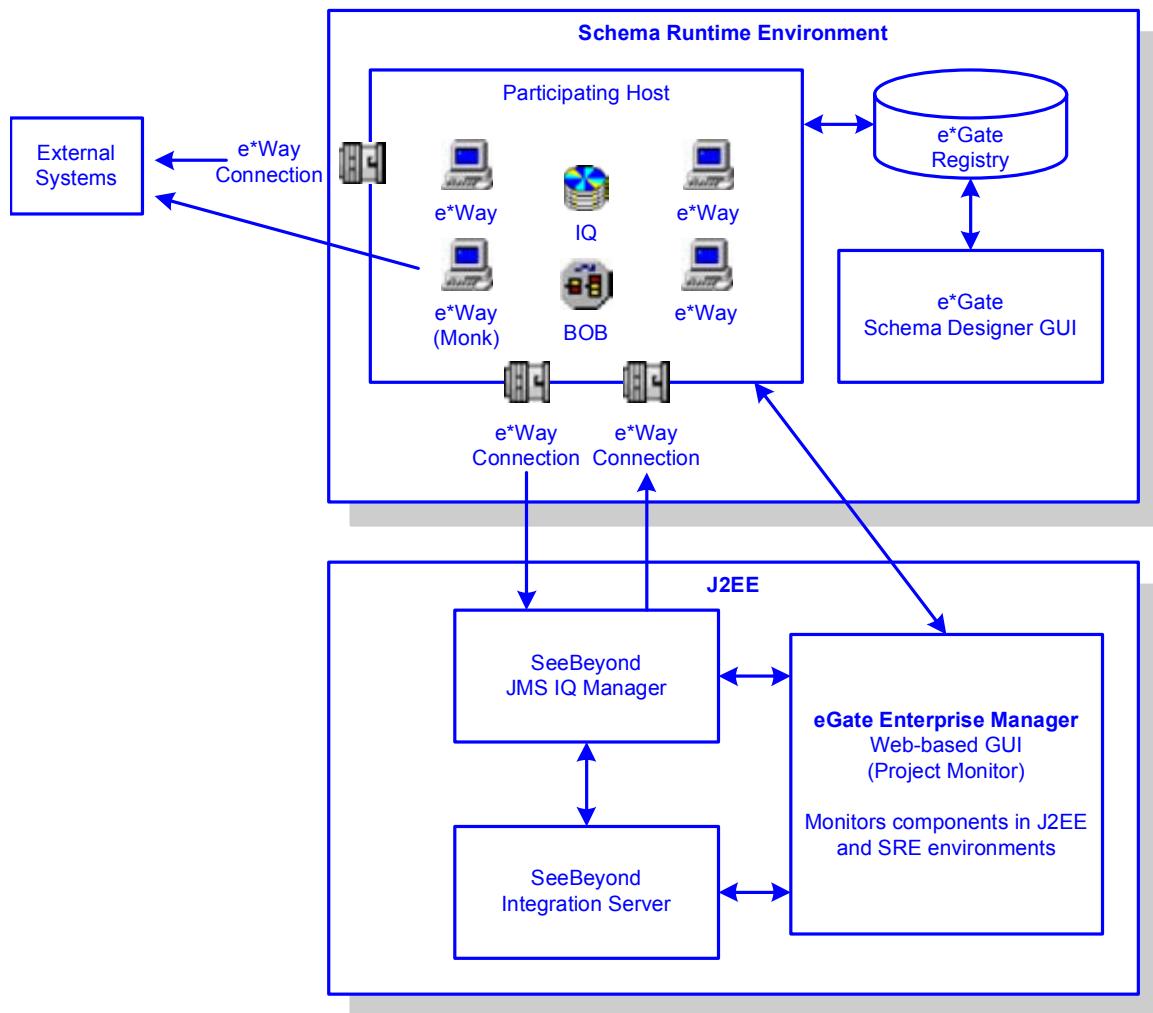 Schema Runtime Environment
Participating Host
External
Systems
e*Way
Connection
e*Way
IQ
e*Way
e*Way
(Monk)
BOB
e*Way
e*Gate
Registry
e*Gate
Schema Designer GUI
e*Way
Connection
e*Way
Connection
J2EE
SeeBeyond
JMS IQ Manager
eGate Enterprise Manager
Web-based GUI
(Project Monitor)
Monitors components in J2EE
and SRE environments
SeeBeyond
Integration Server